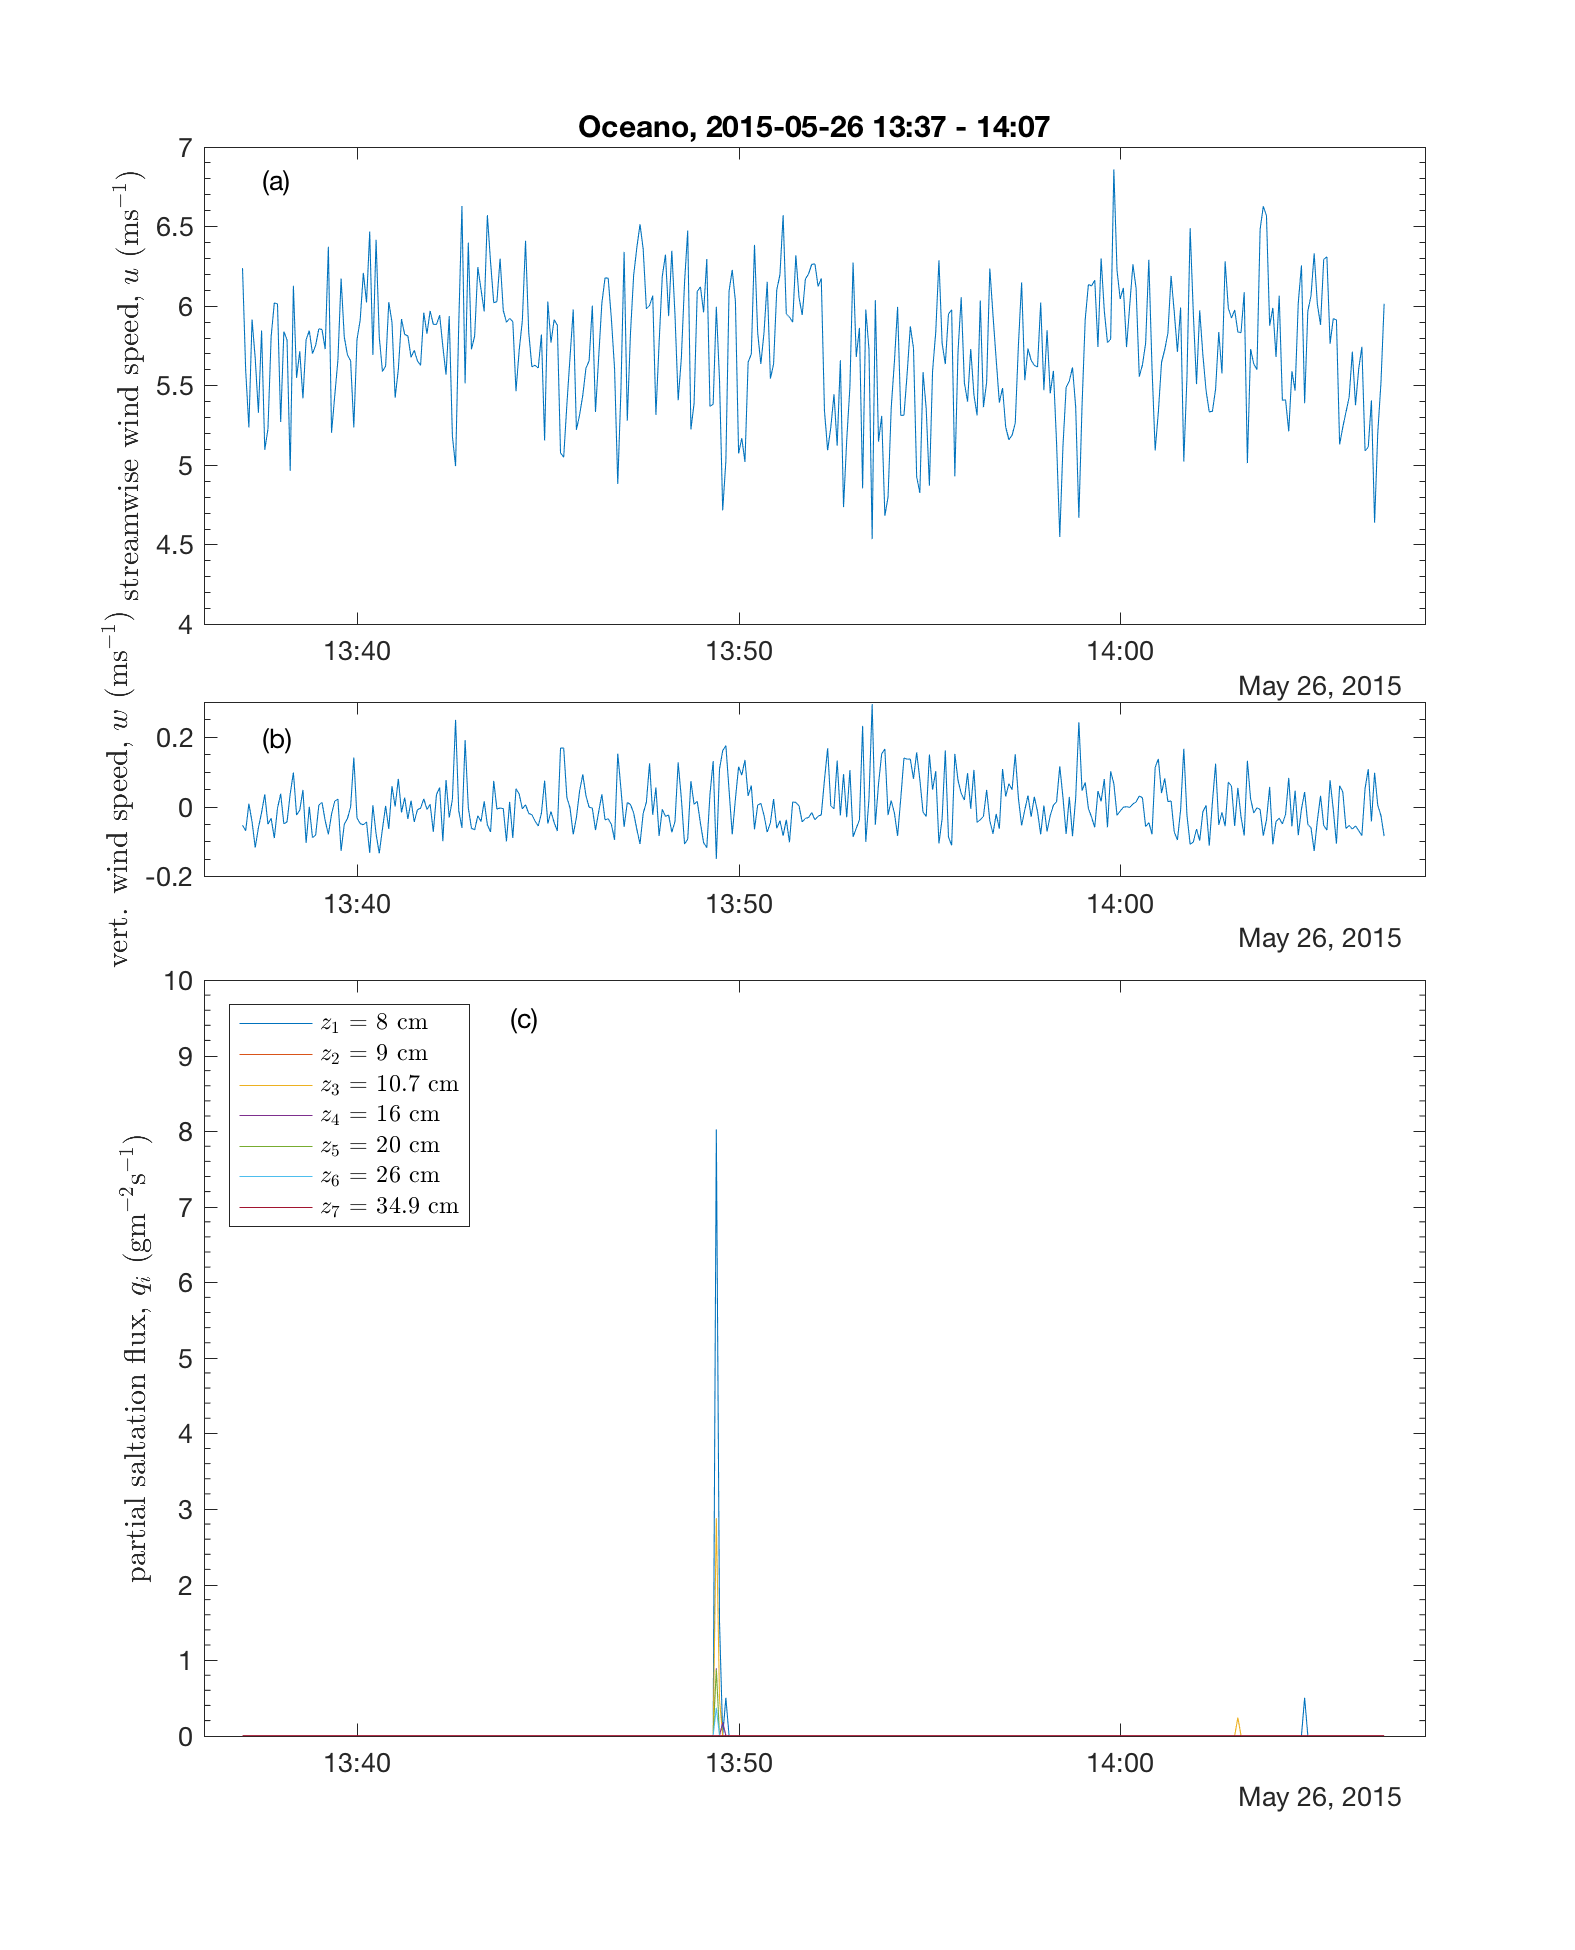 Oceano, 2015-05-26 13:37 - 14:07
streamwise wind speed, u (ms⁻¹)
(a)
7
6.5
6
5.5
5
4.5
4
13:40 13:50 14:00
May 26, 2015
vert. wind speed, w (ms⁻¹)
(b)
0.2
0
-0.2
13:40 13:50 14:00
May 26, 2015
partial saltation flux, qᵢ (gm⁻²s⁻¹)
(c)
10
9
8
7
6
5
4
3
2
1
0
z₁ = 8 cm
z₂ = 9 cm
z₃ = 10.7 cm
z₄ = 16 cm
z₅ = 20 cm
z₆ = 26 cm
z₇ = 34.9 cm
13:40 13:50 14:00
May 26, 2015